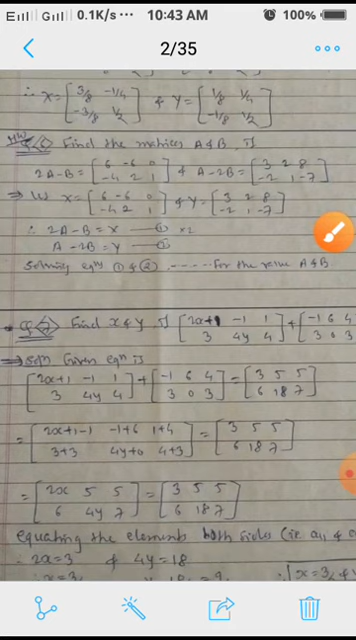 0.1K/s ··· 10:43 AM 100%
2/35
∴ X = [3/8 -1/4 -3/8 1/2] & Y = [1/8 1/4 -1/8 1/2]
HW Find the matrices A & B, if
2A-B = [6 -6 0 -4 2 1] & A-2B = [3 2 8 -2 1 -7]
⇒ X = [6 -6 0 -4 2 1] & Y = [3 2 8 -2 1 -7]
∴ 2A - B = X — ① ×2
A - 2B = Y — ②
Solving eqn ① & ② ----- for the value A & B
Find x & y, if [2x+1 -1 1 3 4y 4] + [-1 6 4 3 0 3
⇒ Soln Given eqn is
[2x+1 -1 1 3 4y 4] + [-1 6 4 3 0 3] = [3 5 5 6 18 7]
= [2x+1-1 -1+6 1+4 3+3 4y+0 4+3] = [3 5 5 6 18 7]
= [2x 5 5 6 4y 7] = [3 5 5 6 18 7]
equating the elements both sides (ie a11 &
∴ 2x=3 & 4y=18